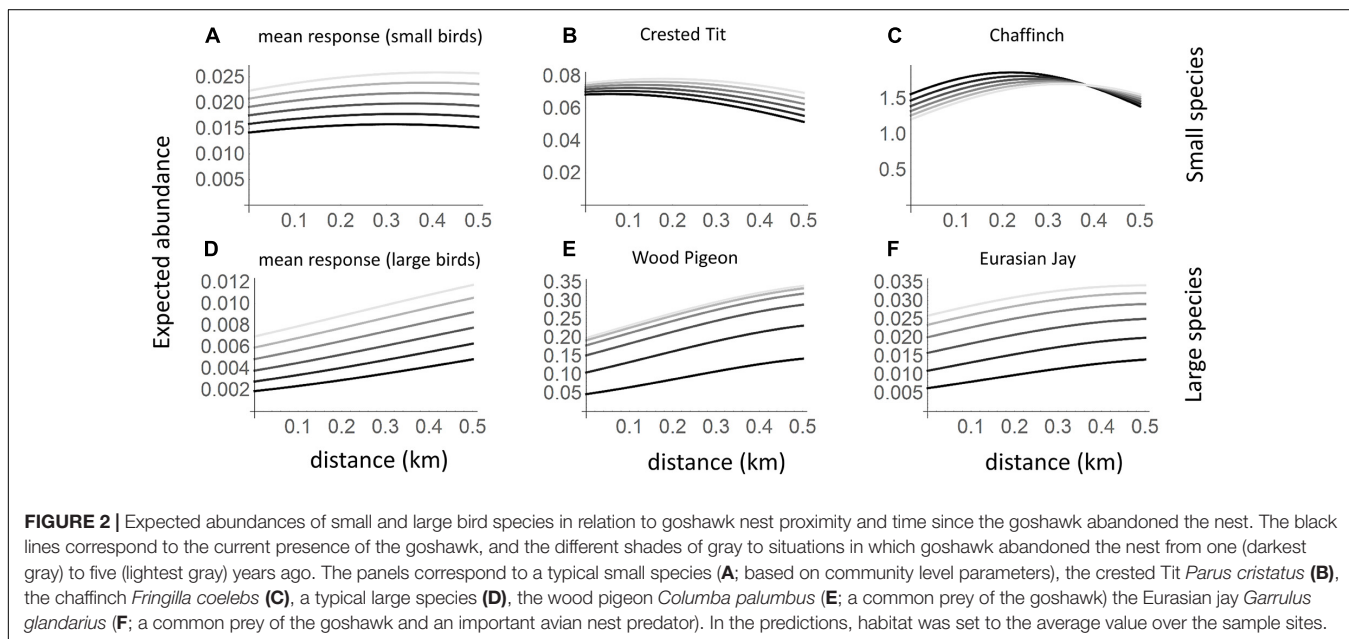 A mean response (small birds)
B Crested Tit
C Chaffinch
0.025
0.020
0.015
0.010
0.005
0.1 0.2 0.3 0.4 0.5
0.08
0.06
0.04
0.02
0.1 0.2 0.3 0.4 0.5
1.5
1.0
0.5
0.1 0.2 0.3 0.4 0.5
Small species
Expected abundance
D mean response (large birds)
E Wood Pigeon
F Eurasian Jay
0.012
0.010
0.008
0.006
0.004
0.002
0.1 0.2 0.3 0.4 0.5
distance (km)
0.35
0.30
0.25
0.20
0.15
0.10
0.05
0.1 0.2 0.3 0.4 0.5
distance (km)
0.035
0.030
0.025
0.020
0.015
0.010
0.005
0.1 0.2 0.3 0.4 0.5
distance (km)
Large species
FIGURE 2 | Expected abundances of small and large bird species in relation to goshawk nest proximity and time since the goshawk abandoned the nest. The black
lines correspond to the current presence of the goshawk, and the different shades of gray to situations in which goshawk abandoned the nest from one (darkest
gray) to five (lightest gray) years ago. The panels correspond to a typical small species (A; based on community level parameters), the crested Tit Parus cristatus (B),
the chaffinch Fringilla coelebs (C), a typical large species (D), the wood pigeon Columba palumbus (E; a common prey of the goshawk) the Eurasian jay Garrulus
glandarius (F; a common prey of the goshawk and an important avian nest predator). In the predictions, habitat was set to the average value over the sample sites.